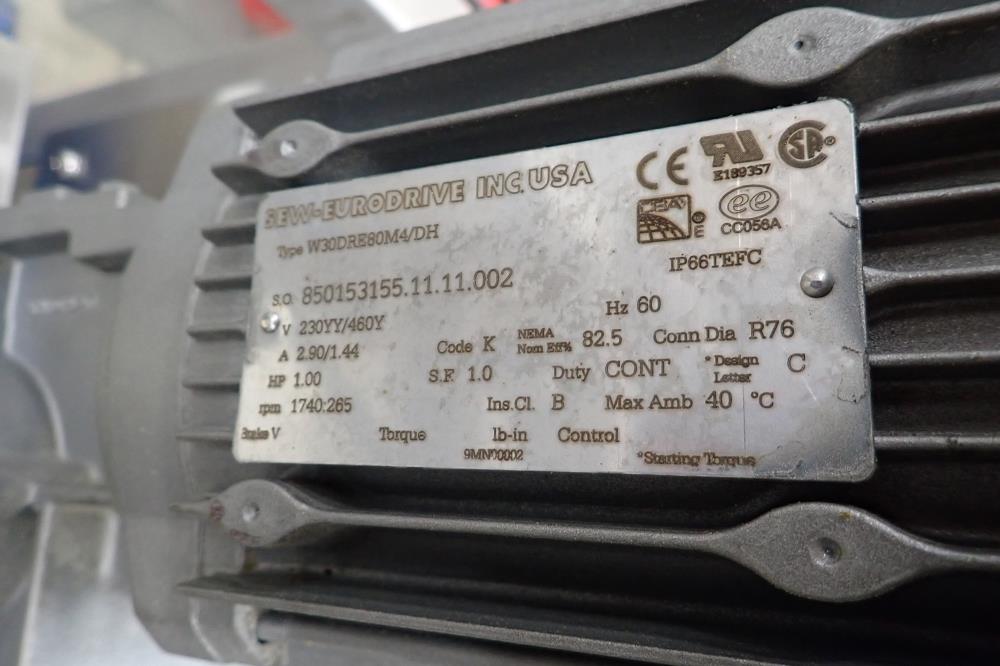 SEW-EURODRIVE INC. USA
Type W30DRE80M4/DH
S.O. 850153155.11.11.002
V 230YY/460Y
Hz 60
A 2.90/1.44
Code K
NEMA Nom Eff% 82.5
Conn Dia R76
HP 1.00
S.F. 1.0
Duty CONT
*Design Letter C
rpm 1740:265
Ins.Cl. B
Max Amb 40 °C
Brake V
Torque
lb-in
Control
9MN00002
*Starting Torque
CE
E189357
SA
ee
CC056A
E
IP66TEFC